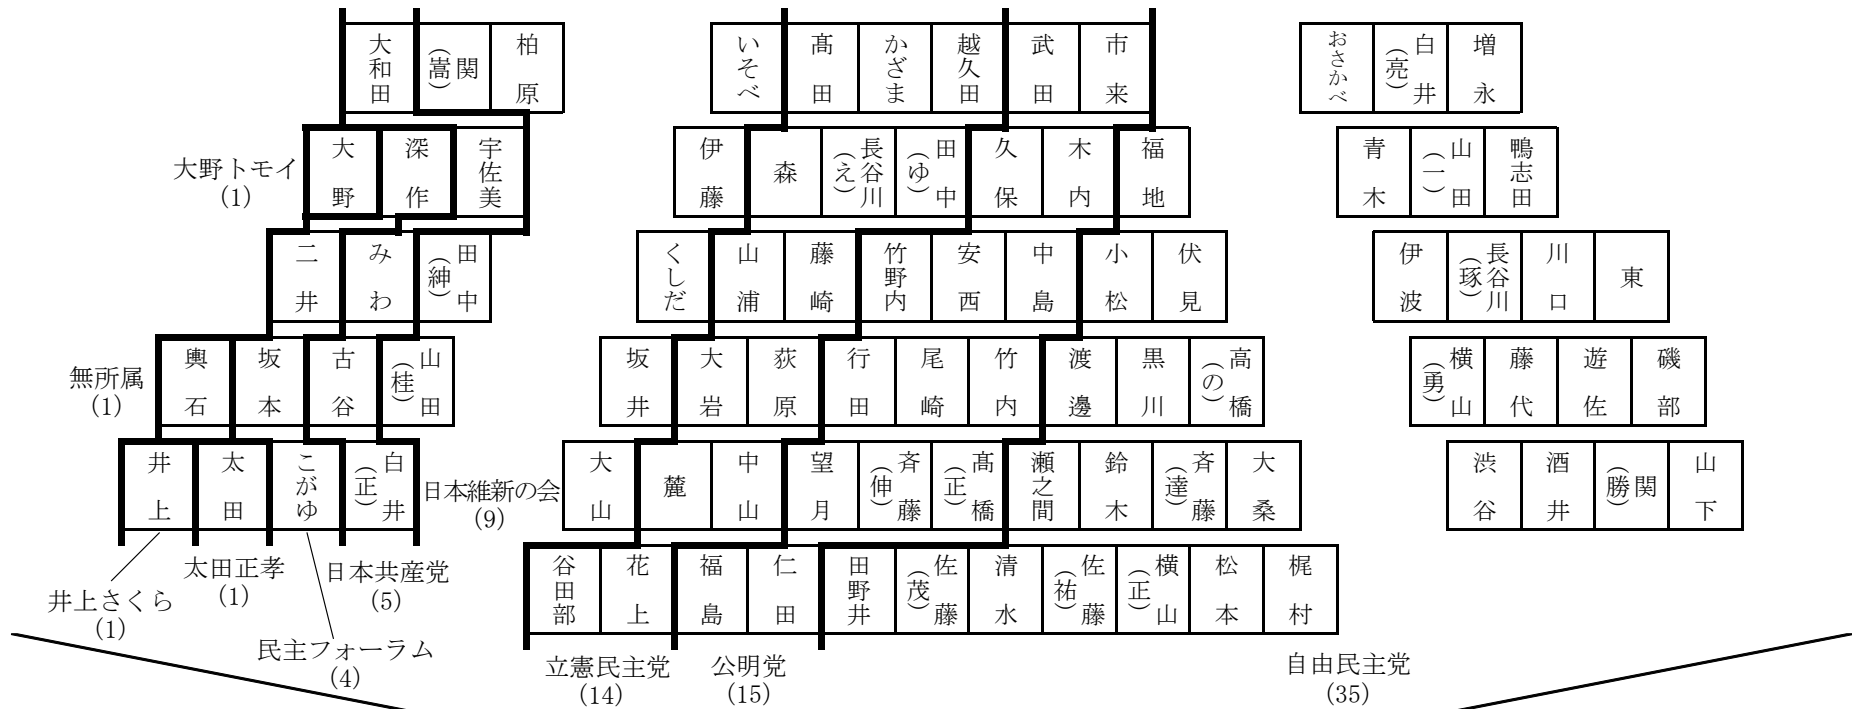 大和田 関(嵩) 柏原 いそべ 髙田 かざま 越久田 武田 市来 おさかべ 白井(亮) 増永
大野トモイ(1) 大野 深作 宇佐美 伊藤 森 長谷川(え) 田中(ゆ) 久保 木内 福地 青木 山田(一) 鴨志田
二井 みわ 田中(紳) くしだ 山浦 藤崎 竹野内 安西 中島 小松 伏見 伊波 長谷川(琢) 川口 東
無所属(1) 輿石 坂本 古谷 山田(桂) 坂井 大岩 荻原 行田 尾崎 竹内 渡邊 黒川 高橋(の) 横山(勇) 藤代 遊佐 磯部
井上 太田 こがゆ 白井(正) 日本維新の会(9) 大山 麓 中山 望月 斉藤(伸) 髙橋(正) 瀬之間 鈴木 斉藤(達) 大桑 渋谷 酒井 関(勝) 山下
谷田部 花上 福島 仁田 田野井 佐藤(茂) 清水 佐藤(祐) 横山(正) 松本 梶村
井上さくら(1)
太田正孝(1)
民主フォーラム(4)
日本共産党(5)
立憲民主党(14)
公明党(15)
自由民主党(35)